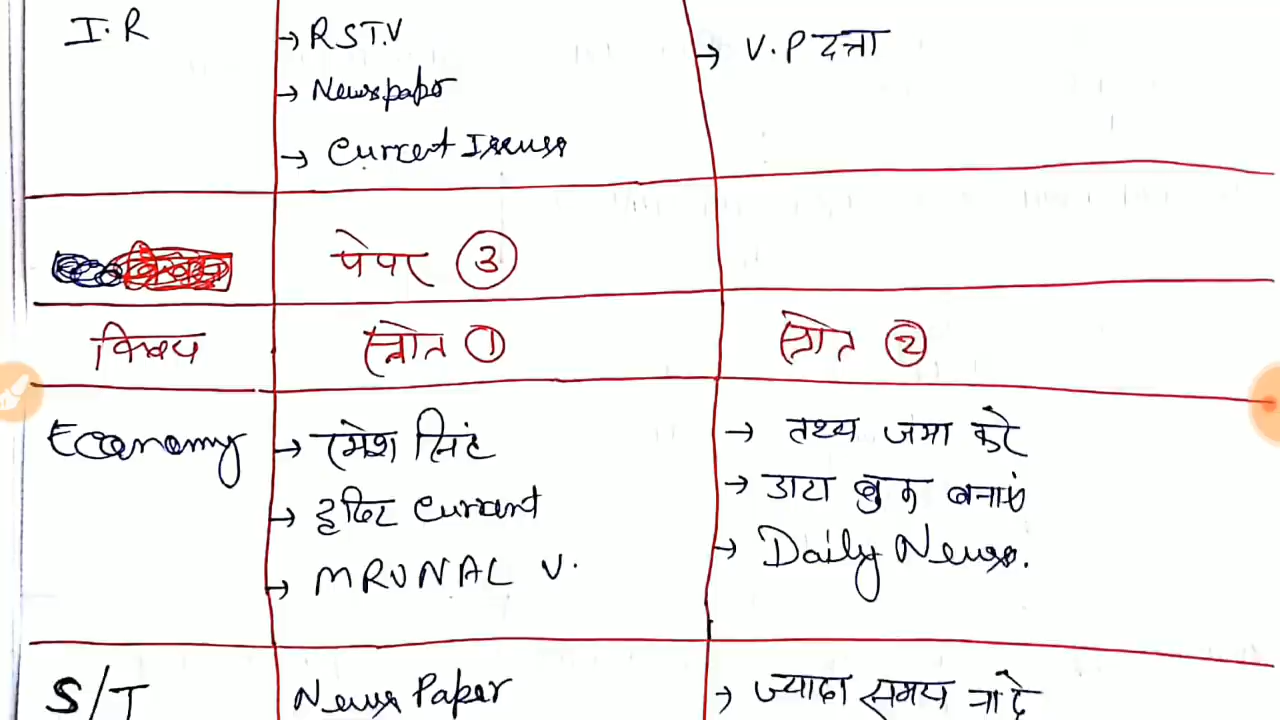 I.R
→ RSTV
→ V.P दत्ता
→ Newspaper
→ Current Issues
पेपर ③
विषय
स्त्रोत ①
स्त्रोत ②
Economy
→ रमेश सिंह
→ तथ्य जमा करे
→ Current
→ डाटा बुक बनाएं
→ MRUNAL V.
→ Daily News.
S/T
News Paper
→ ज्यादा समय ना दे